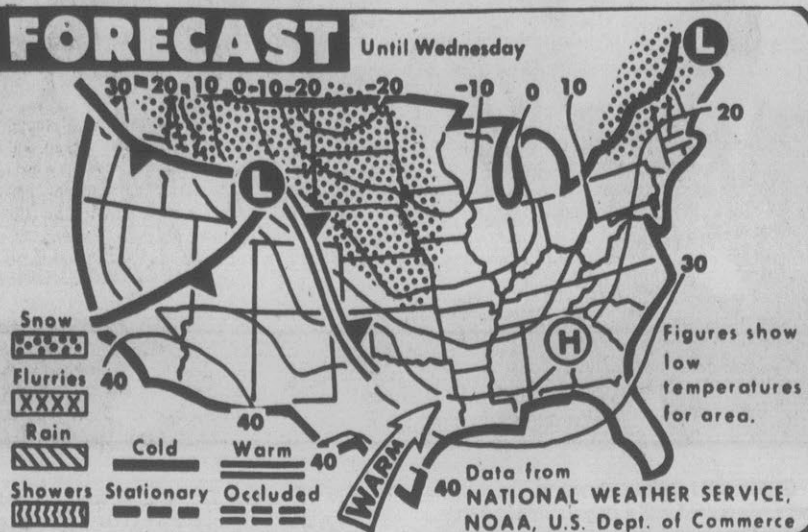 FORECAST Until Wednesday
30 -20 -10 -0 -10 -20 -20 -10 0 10 L
20
L
30
Snow
Flurries
XXXX
Rain
Showers
40
40
40
40
H
Figures show
low
temperatures
for area.
Cold Warm
Stationary Occluded
WARM
Data from
NATIONAL WEATHER SERVICE,
NOAA, U.S. Dept. of Commerce